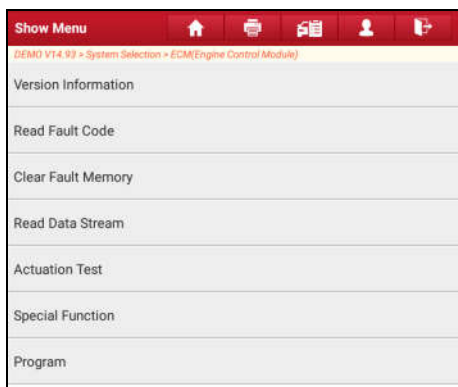 Show Menu
DEMO V14.93 > System Selection > ECM(Engine Control Module)
Version Information
Read Fault Code
Clear Fault Memory
Read Data Stream
Actuation Test
Special Function
Program